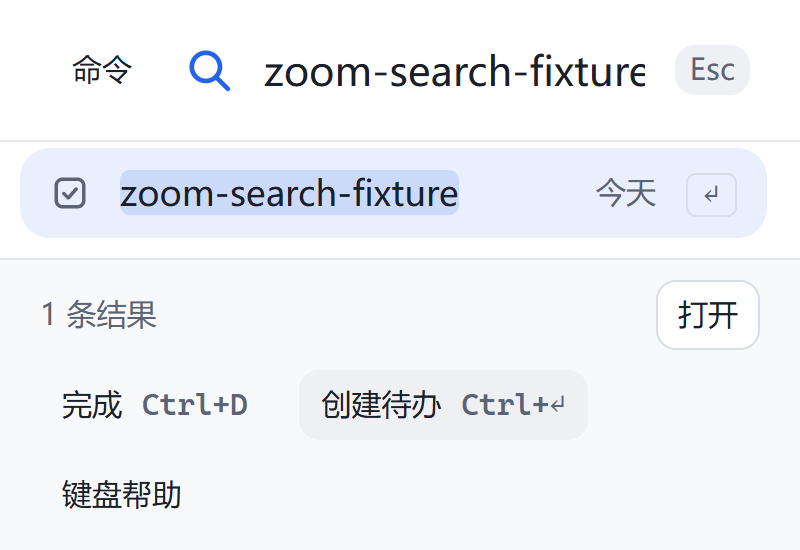 命令 zoom-search-fixture Esc
zoom-search-fixture 今天 ↵
1 条结果 打开
完成 Ctrl+D 创建待办 Ctrl+↵
键盘帮助